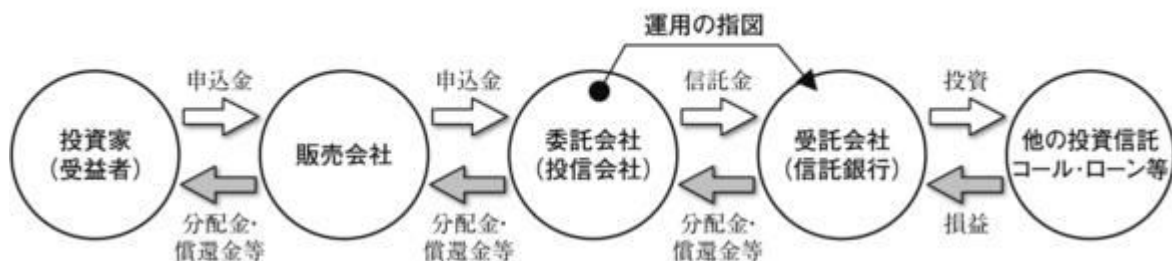 運用の指図
申込金
申込金
信託金
投資
投資家
(受益者)
販売会社
委託会社
(投信会社)
受託会社
(信託銀行)
他の投資信託
コール・ローン等
分配金・
償還金等
分配金・
償還金等
分配金・
償還金等
損益